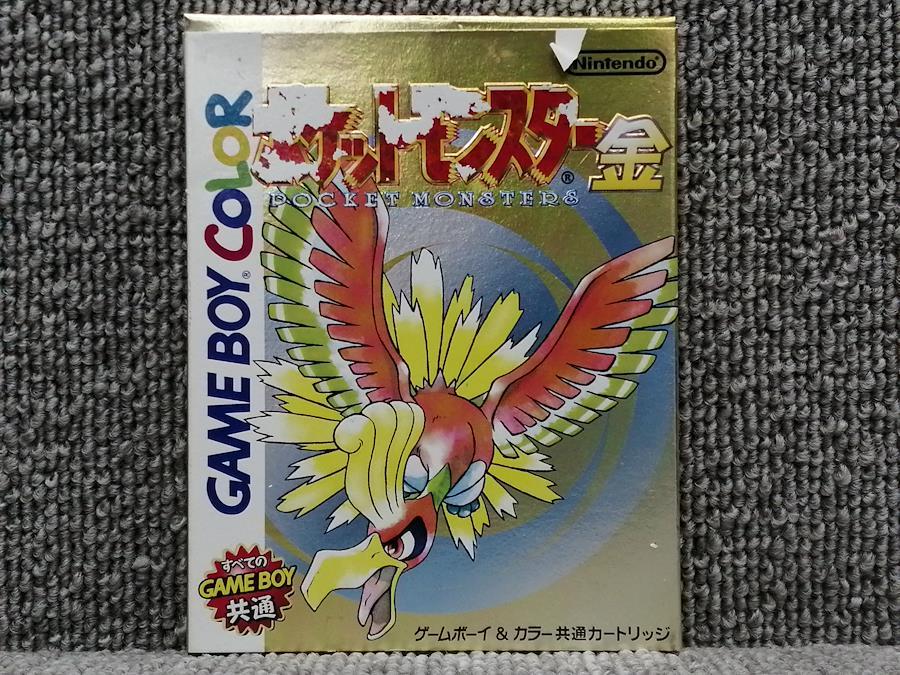 Nintendo®
ポケットモンスター®
金
POCKET MONSTERS
GAME BOY® COLOR
すべての
GAME BOY
共通
ゲームボーイ & カラー共通カートリッジ